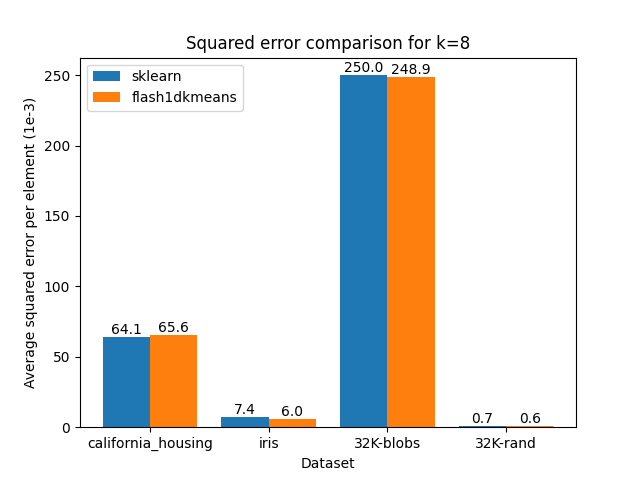 Squared error comparison for k=8
sklearn
flash1dkmeans
Average squared error per element (1e-3)
250
200
150
100
50
0
64.1
65.6
7.4
6.0
250.0
248.9
0.7
0.6
california_housing
iris
32K-blobs
32K-rand
Dataset